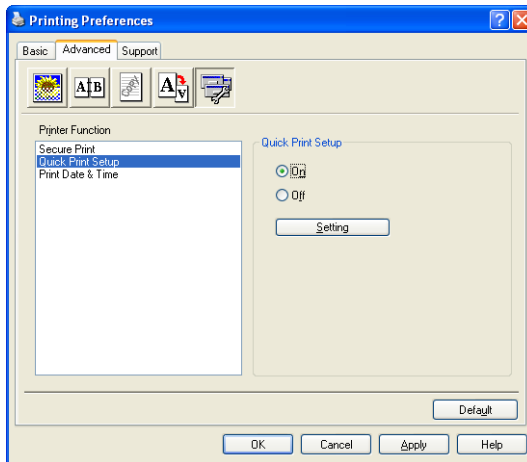 Printing Preferences
Basic Advanced Support
A B
Copy
A A
Printer Function
Secure Print
Quick Print Setup
Print Date & Time
Quick Print Setup
On
Off
Setting
Default
OK Cancel Apply Help